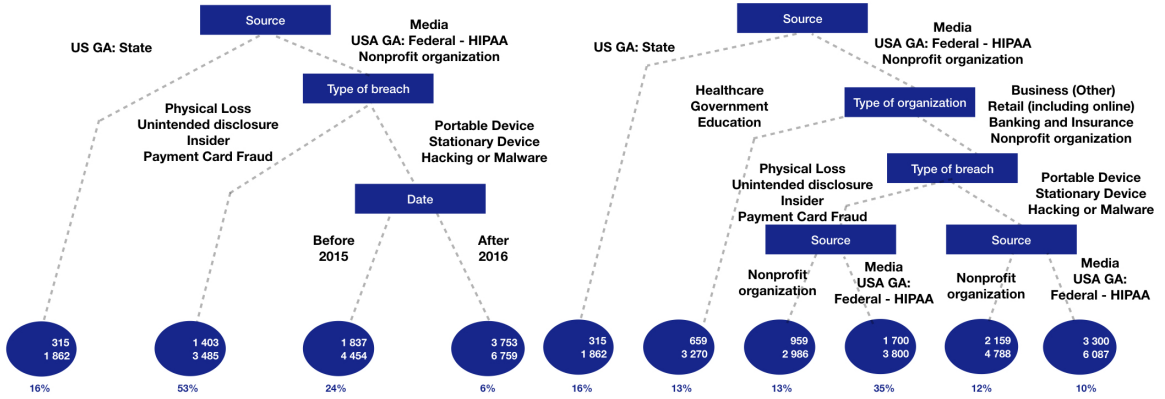 Source
US GA: State
Media
USA GA: Federal - HIPAA
Nonprofit organization
Type of breach
Physical Loss
Unintended disclosure
Insider
Payment Card Fraud
Portable Device
Stationary Device
Hacking or Malware
Date
Before
2015
After
2016
315
1 862
16%
1 403
3 485
53%
1 837
4 454
24%
3 753
6 759
6%
Source
US GA: State
Media
USA GA: Federal - HIPAA
Nonprofit organization
Healthcare
Government
Education
Type of organization
Business (Other)
Retail (including online)
Banking and Insurance
Nonprofit organization
Physical Loss
Unintended disclosure
Insider
Payment Card Fraud
Type of breach
Portable Device
Stationary Device
Hacking or Malware
Source
Source
Nonprofit
organization
Media
USA GA:
Federal - HIPAA
Nonprofit
organization
Media
USA GA:
Federal - HIPAA
315
1 862
16%
659
3 270
13%
959
2 986
13%
1 700
3 800
35%
2 159
4 788
12%
3 300
6 087
10%